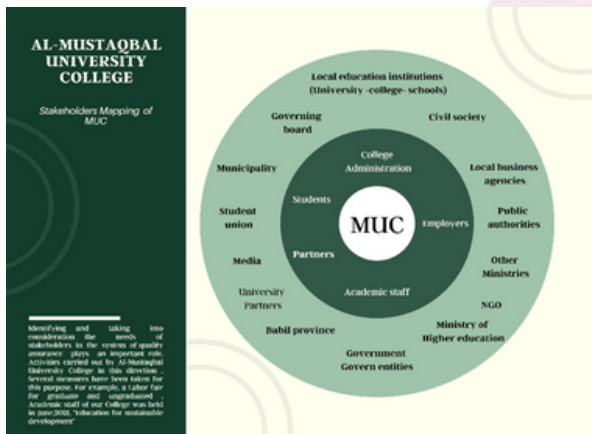 AL-MUSTAQBAL
UNIVERSITY
COLLEGE
Stakeholders Mapping of
MUC
Identifying and taking into
consideration the needs of
stakeholders in the system of quality
assurance plays an important role.
Activities carried out by Al-Mustaqbal
University College in this direction .
Several measures have been taken for
this purpose. For example, a Labor fair
for graduate and ungraduated .
Academic staff of our College was held
in June,2021, "Education for sustainable
development"
Local education institutions
(University -college- schools)
Governing
board
Civil society
College
Administration
Municipality
Local business
agencies
Students
Student
union
MUC
Employers
Public
authorities
Partners
Media
Other
Ministries
University
Partners
Academic staff
NGO
Babil province
Ministry of
Higher education
Government
Govern entities